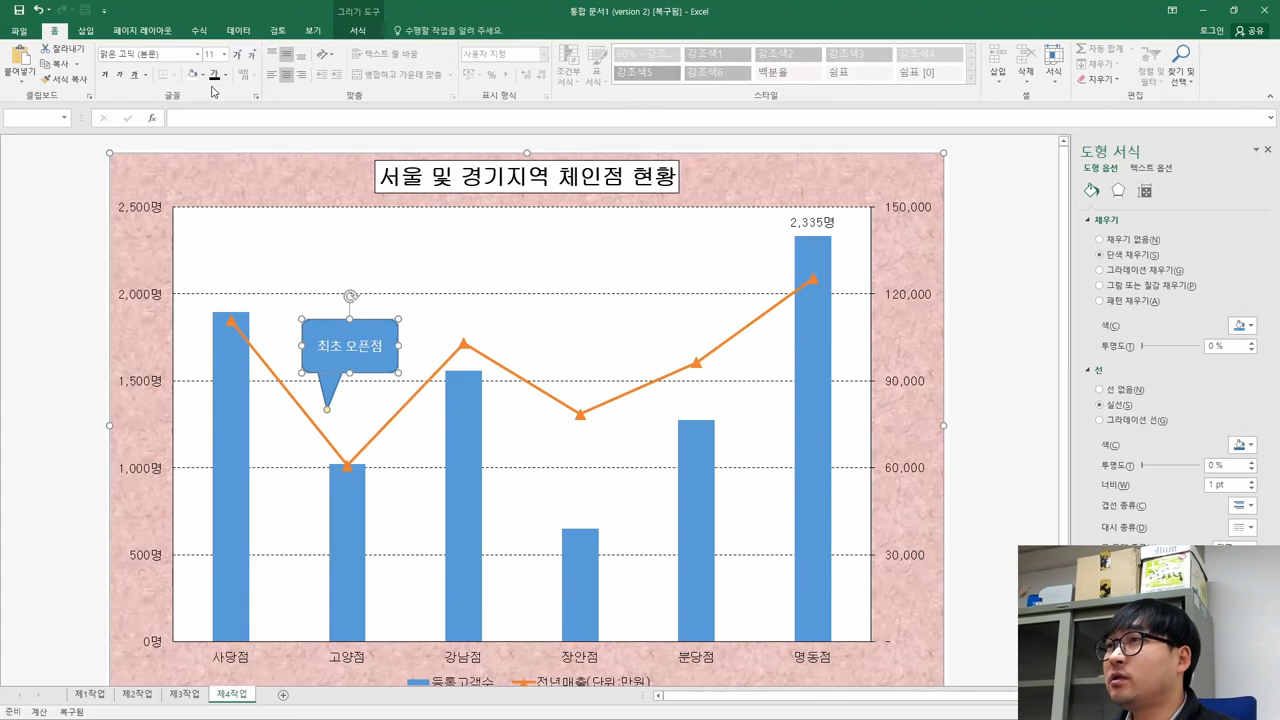 그리기 도구
통합 문서1 (version 2) [복구됨] - Excel
파일 홈 삽입 페이지 레이아웃 수식 데이터 검토 보기 서식 수행할 작업을 알려 주세요. 로그인 공유
붙여넣기
잘라내기
복사
서식 복사
클립보드
맑은 고딕 (본문) 11
가 가
가 가 가 가
글꼴
텍스트 줄 바꿈
병합하고 가운데 맞춤
맞춤
사용자 지정
%
표시 형식
조건부 서식
표 서식
60% - 강조... 강조색1 강조색2 강조색3 강조색4
강조색5 강조색6 백분율 쉼표 쉼표 [0]
스타일
삽입 삭제 서식
셀
자동 합계
채우기
지우기
정렬 및 필터
찾기 및 선택
편집
fx
서울 및 경기지역 체인점 현황
2,500명 150,000
2,335명
2,000명 120,000
최초 오픈점
1,500명 90,000
1,000명 60,000
500명 30,000
0명 -
사당점 고양점 강남점 장안점 분당점 명동점
등록고객수 전년매출(단위:만원)
도형 서식
도형 옵션 텍스트 옵션
채우기
채우기 없음(N)
단색 채우기(S)
그라데이션 채우기(G)
그림 또는 질감 채우기(P)
패턴 채우기(A)
색(C)
투명도(T) 0 %
선
선 없음(N)
실선(S)
그라데이션 선(G)
색(C)
투명도(T) 0 %
너비(W) 1 pt
겹선 종류(C)
대시 종류(D)
제1작업 제2작업 제3작업 제4작업
준비 계산 복구됨